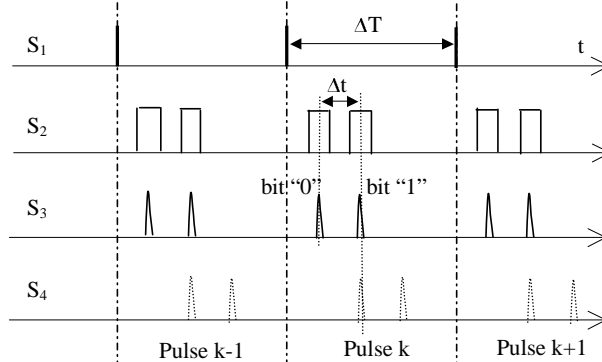 S1 ΔT t
S2 Δt
S3 bit “0” bit “1”
S4
Pulse k-1 Pulse k Pulse k+1